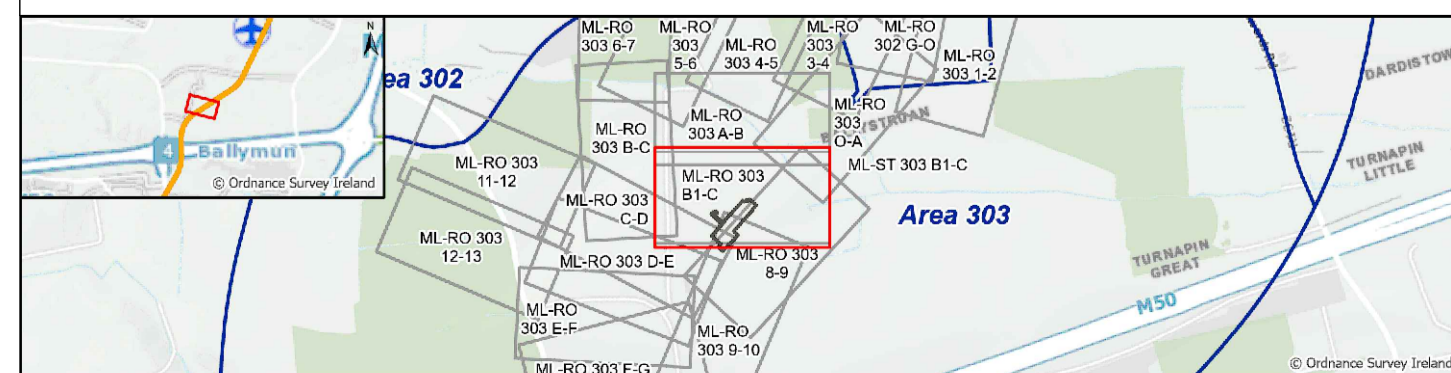 N
4
Ballymun
© Ordnance Survey Ireland
ea 302
ML-RO
303 6-7
ML-RO
303
5-6
ML-RO
303 4-5
ML-RO
303
3-4
ML-RO
302 G-O
ML-RO
303 1-2
DARDISTOW
ML-RO
303 A-B
ML-RO
303
O-A
ML-RO
303 B-C
ML-RO 303
11-12
ML-RO 303
B1-C
ML-ST 303 B1-C
TURNAPIN
LITTLE
ML-RO 303
C-D
Area 303
ML-RO 303
12-13
ML-RO 303 D-E
ML-RO 303
8-9
TURNAPIN
GREAT
M50
ML-RO
303 E-F
ML-RO
303 9-10
ML-RO 303 F-G
© Ordnance Survey Ireland